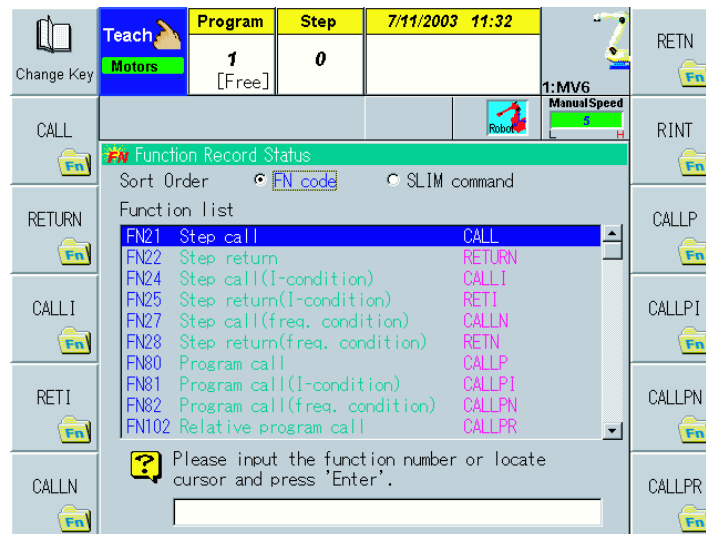 Change Key
Teach
Motors
Program
1
[Free]
Step
0
7/11/2003 11:32
1:MV6
Robot
Manual Speed
5
L H
CALL
Fn
RETURN
Fn
CALLI
Fn
RETI
Fn
CALLN
Fn
FN Function Record Status
Sort Order FN code SLIM command
Function list
FN21 Step call CALL
FN22 Step return RETURN
FN24 Step call(I-condition) CALLI
FN25 Step return(I-condition) RETI
FN27 Step call(freq. condition) CALLN
FN28 Step return(freq. condition) RETN
FN80 Program call CALLP
FN81 Program call(I-condition) CALLPI
FN82 Program call(freq. condition) CALLPN
FN102 Relative program call CALLPR
? Please input the function number or locate
cursor and press 'Enter'.
RETN
Fn
RINT
Fn
CALLP
Fn
CALLPI
Fn
CALLPN
Fn
CALLPR
Fn